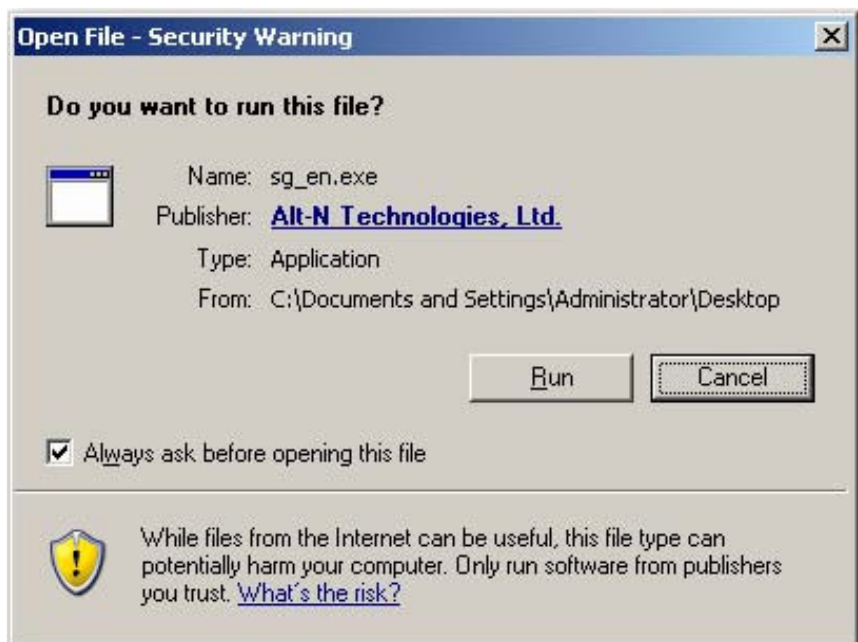 Open File - Security Warning
Do you want to run this file?
Name: sg_en.exe
Publisher: Alt-N Technologies, Ltd.
Type: Application
From: C:\Documents and Settings\Administrator\Desktop
Run Cancel
Always ask before opening this file
While files from the Internet can be useful, this file type can
potentially harm your computer. Only run software from publishers
you trust. What's the risk?